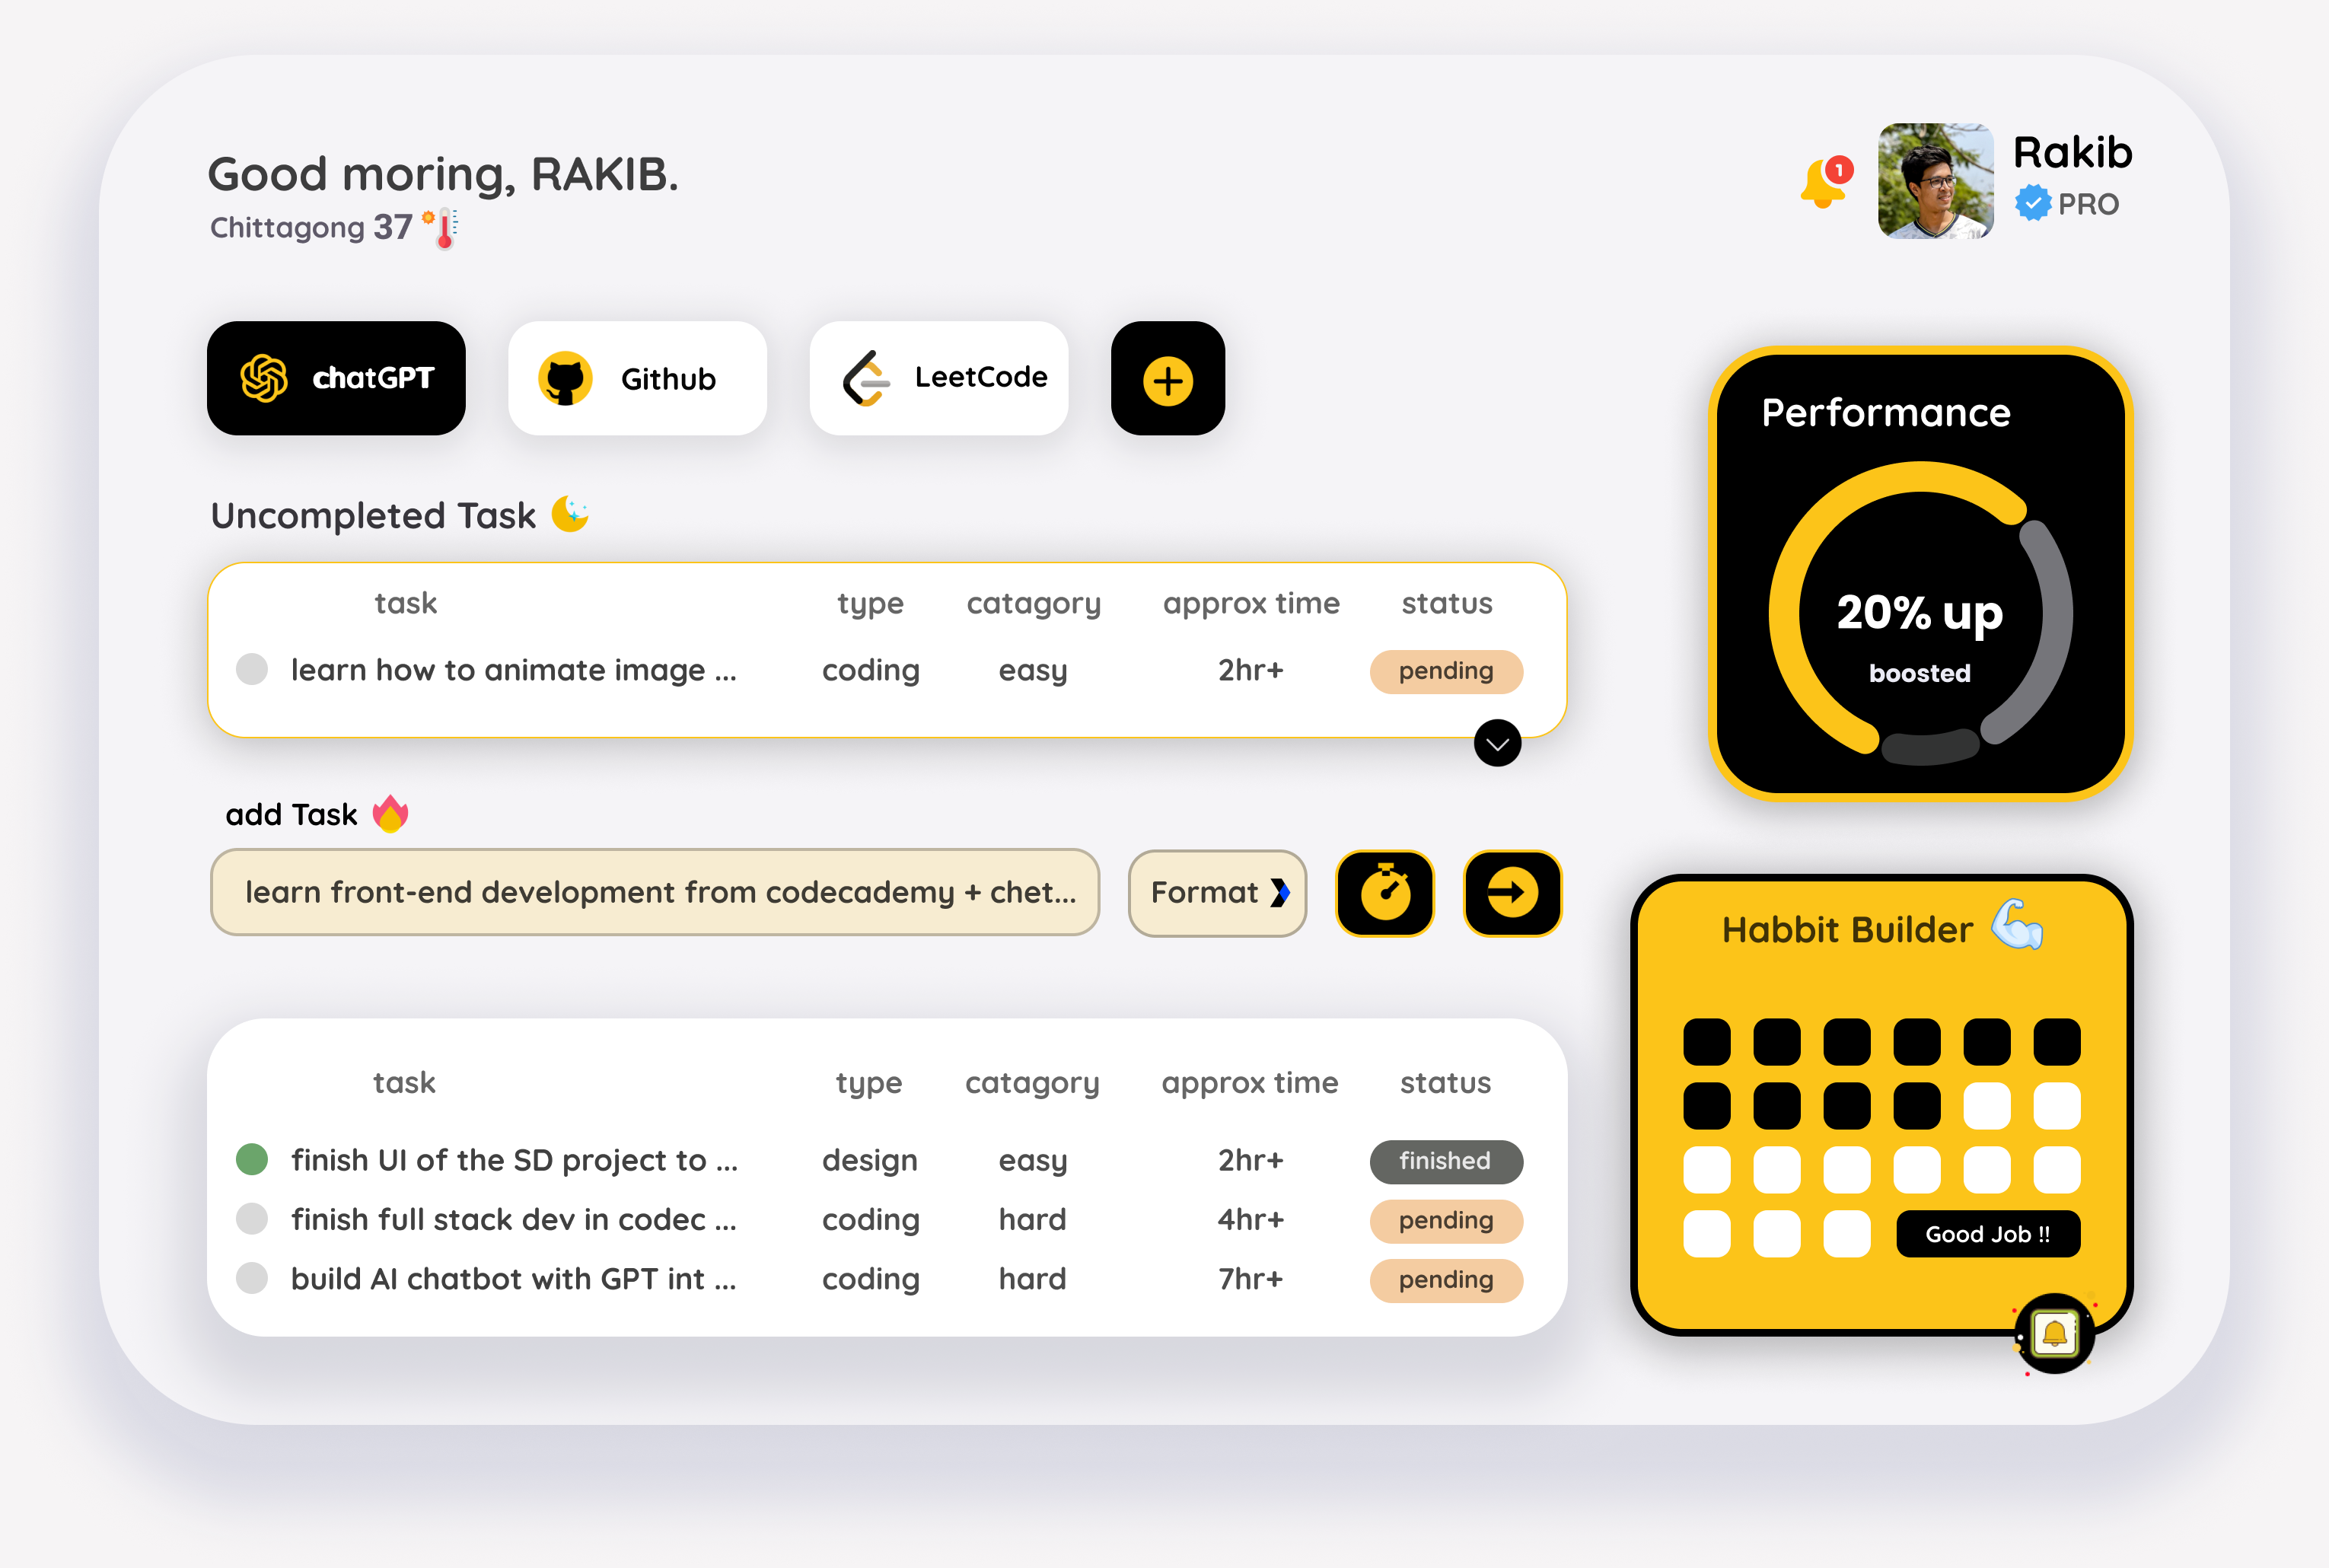 Good moring, RAKIB.
Chittagong 37
1
Rakib
PRO
chatGPT
Github
LeetCode
Performance
20% up
boosted
Uncompleted Task
task type catagory approx time status
learn how to animate image ... coding easy 2hr+ pending
add Task
learn front-end development from codecademy + chet...
Format
task type catagory approx time status
finish UI of the SD project to ... design easy 2hr+ finished
finish full stack dev in codec ... coding hard 4hr+ pending
build AI chatbot with GPT int ... coding hard 7hr+ pending
Habbit Builder
Good Job !!